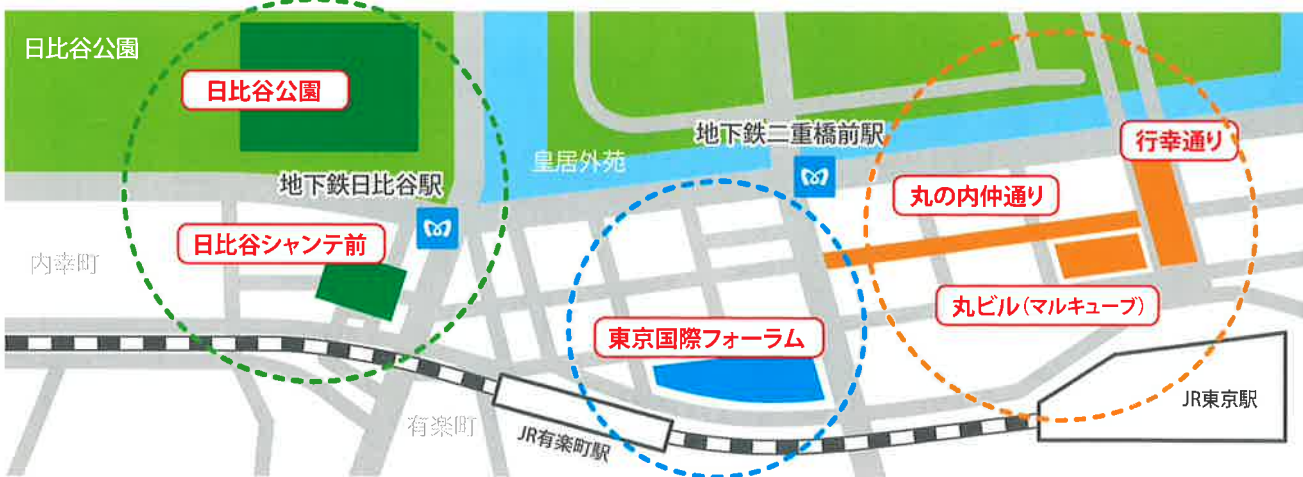 日比谷公園
日比谷公園
地下鉄二重橋前駅
行幸通り
皇居外苑
地下鉄日比谷駅
丸の内仲通り
日比谷シャンテ前
内幸町
丸ビル(マルキューブ)
東京国際フォーラム
JR東京駅
有楽町
JR有楽町駅